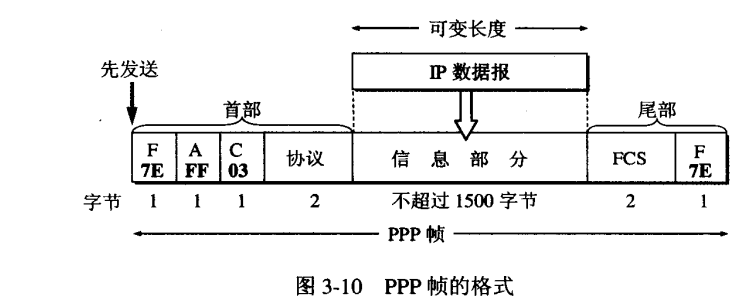 可变长度
先发送
IP 数据报
首部
尾部
F A C 协议 信息部分 FCS F
7E FF 03 7E
字节 1 1 1 2 不超过 1500 字节 2 1
PPP 帧
图 3-10 PPP 帧的格式